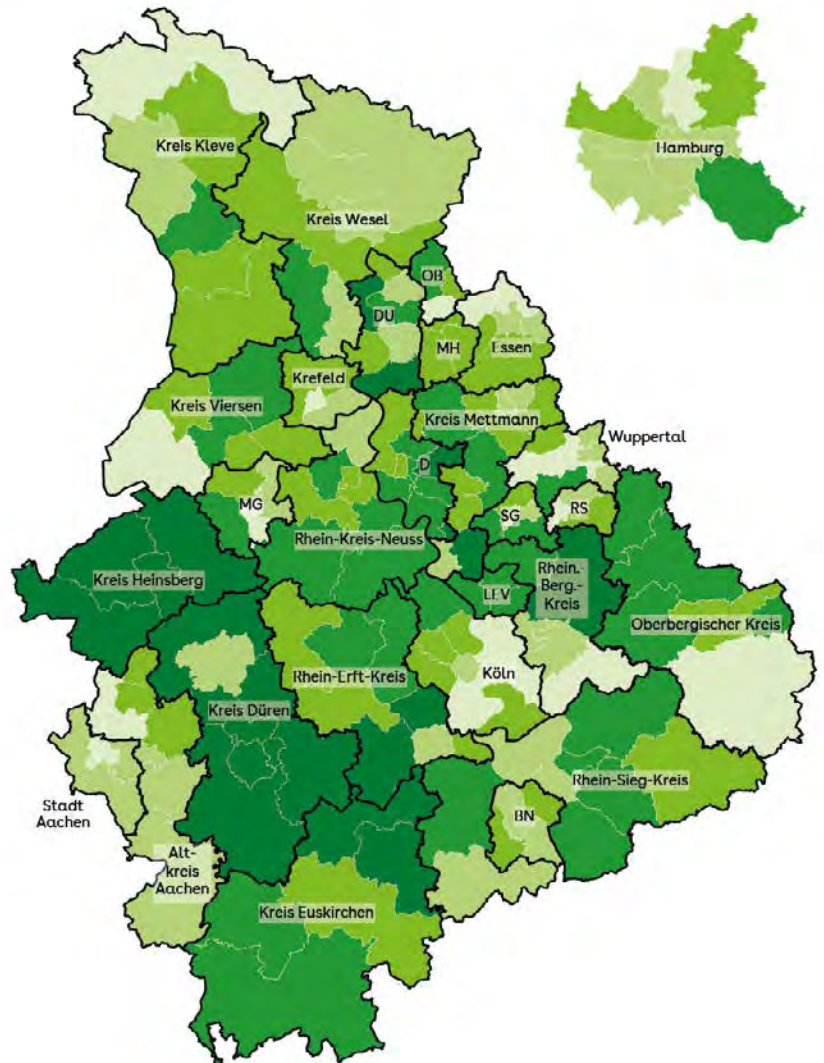 Kreis Kleve
Hamburg
Kreis Wesel
OB
DU
MH
Essen
Krefeld
Kreis Viersen
Kreis Mettmann
Wuppertal
D
MG
SG
RS
Rhein-Kreis-Neuss
Kreis Heinsberg
Rhein.-
Berg.-
Kreis
LEV
Oberbergischer Kreis
Rhein-Erft-Kreis
Köln
Kreis Düren
Rhein-Sieg-Kreis
Stadt
Aachen
BN
Alt-
kreis
Aachen
Kreis Euskirchen